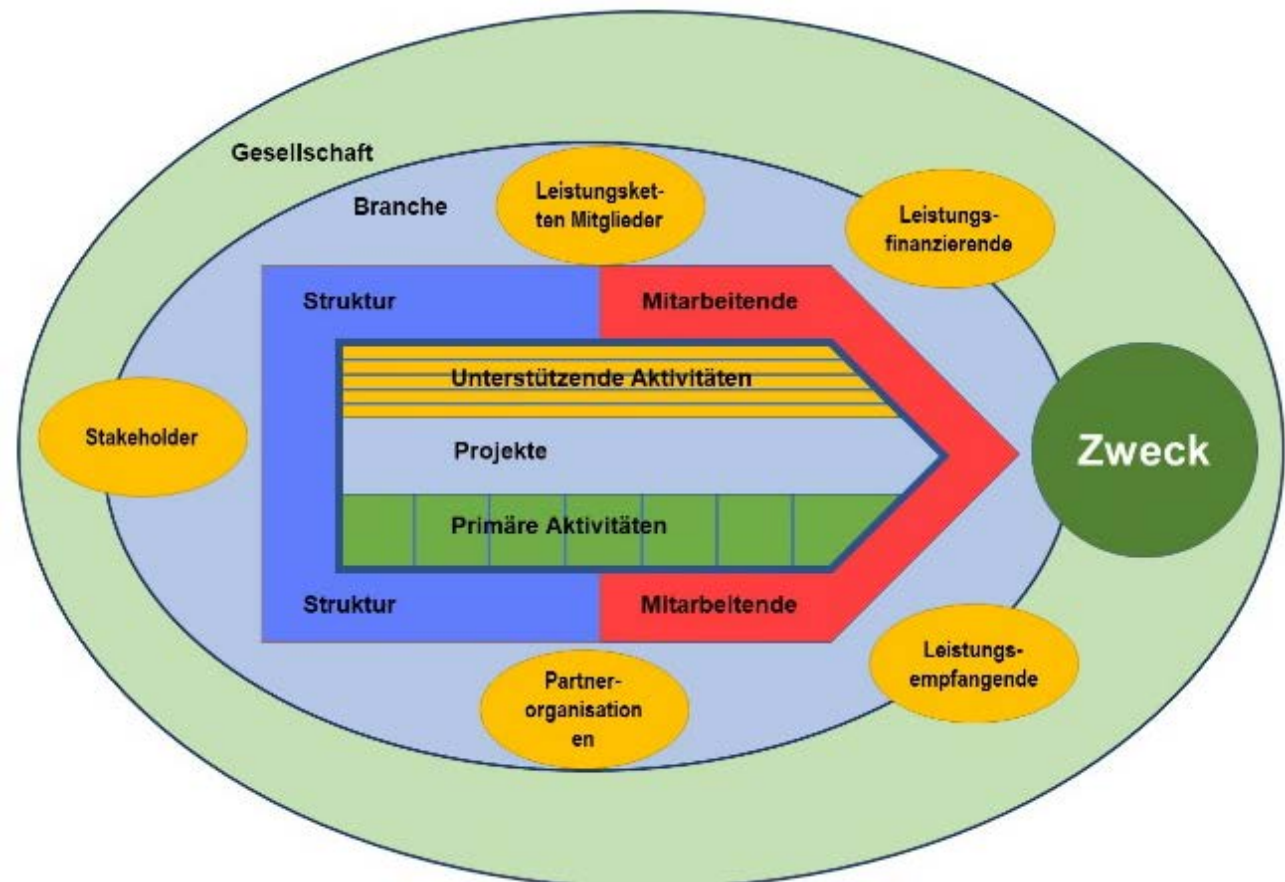 Gesellschaft
Branche
Leistungsket-
ten Mitglieder
Leistungs-
finanzierende
Struktur
Mitarbeitende
Unterstützende Aktivitäten
Stakeholder
Projekte
Zweck
Primäre Aktivitäten
Struktur
Mitarbeitende
Leistungs-
empfangende
Partner-
organisation
en